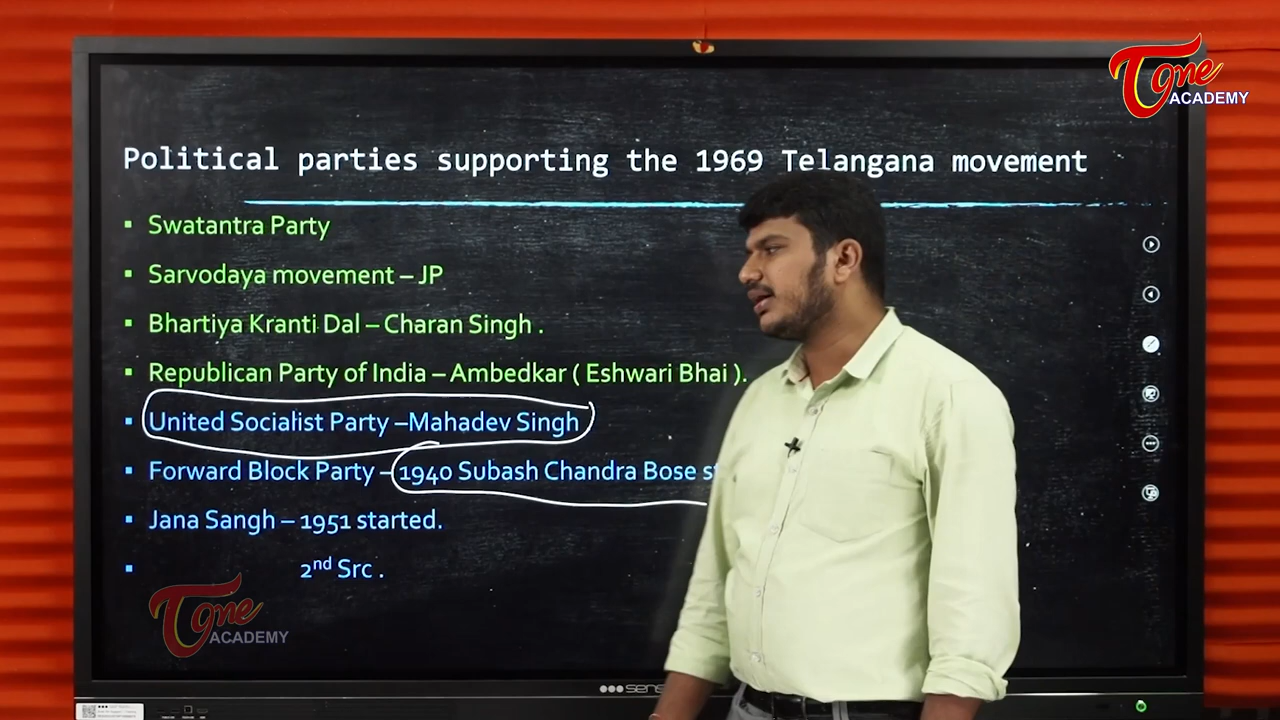 Tone
ACADEMY
Political parties supporting the 1969 Telangana movement
▪ Swatantra Party
▪ Sarvodaya movement – JP
▪ Bhartiya Kranti Dal – Charan Singh .
▪ Republican Party of India – Ambedkar ( Eshwari Bhai ).
▪ United Socialist Party –Mahadev Singh
▪ Forward Block Party – 1940 Subash Chandra Bose
▪ Jana Sangh – 1951 started.
▪ 2nd Src .
Tone
ACADEMY